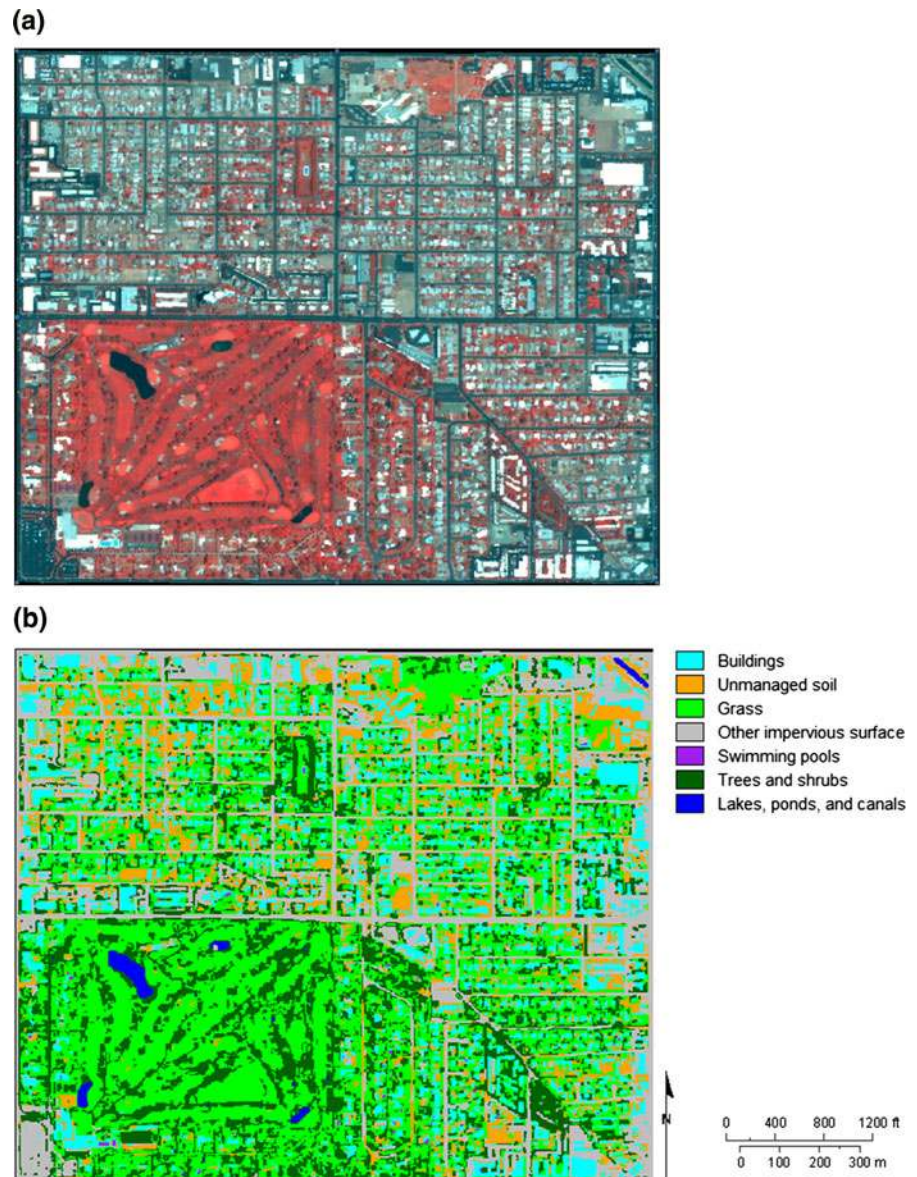 (a)
(b)
Buildings
Unmanaged soil
Grass
Other impervious surface
Swimming pools
Trees and shrubs
Lakes, ponds, and canals
N
0 400 800 1200 ft
0 100 200 300 m